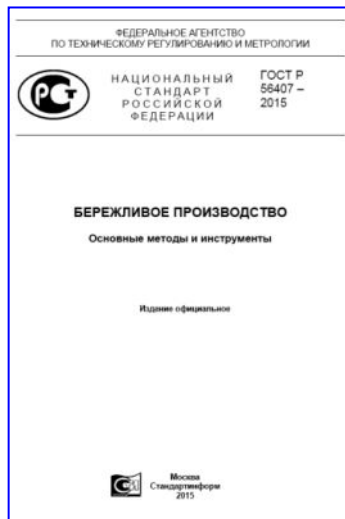 ФЕДЕРАЛЬНОЕ АГЕНТСТВО
ПО ТЕХНИЧЕСКОМУ РЕГУЛИРОВАНИЮ И МЕТРОЛОГИИ
РСТ
НАЦИОНАЛЬНЫЙ
СТАНДАРТ
РОССИЙСКОЙ
ФЕДЕРАЦИИ
ГОСТ Р
56407 –
2015
БЕРЕЖЛИВОЕ ПРОИЗВОДСТВО
Основные методы и инструменты
Издание официальное
Москва
Стандартинформ
2015